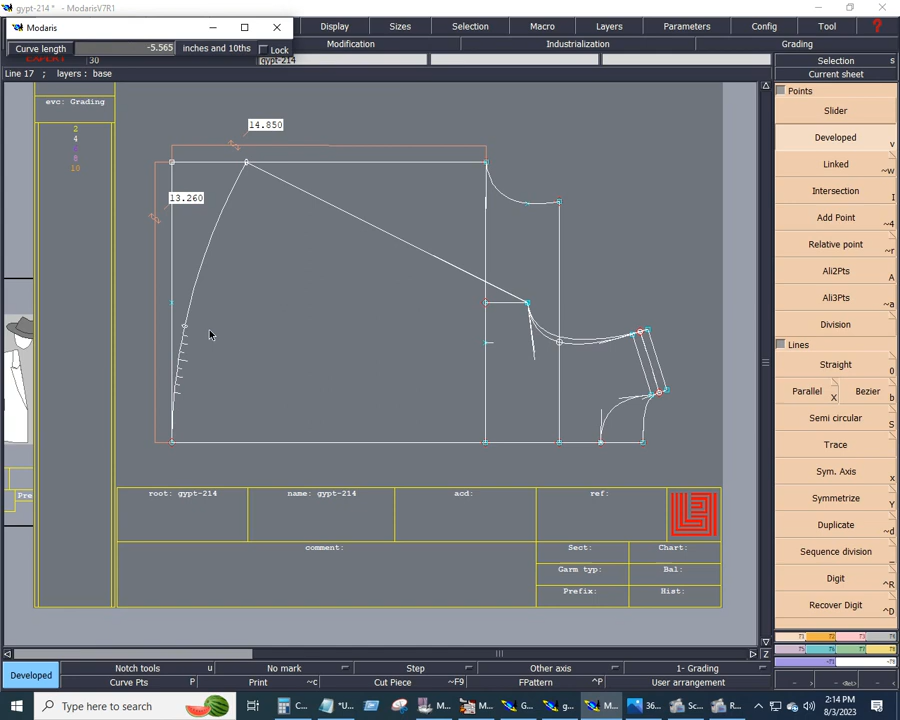 gypt-214 * - ModarisV7R1
Modaris
Display
Sizes
Selection
Macro
Layers
Parameters
Config
Tool
?
Curve length
-5.565
inches and 10ths
Lock
Modification
Industrialization
Grading
30
gypt-214
Line 17 ; layers : base
Selection s
Current sheet
evc: Grading
2
4
8
10
14.850
13.260
Points
Slider
Developed v
Linked ~w
Intersection I
Add Point ~4
Relative point ~r
Ali2Pts A
Ali3Pts ~a
Division
Lines
Straight 0
Parallel X
Bezier b
Semi circular S
Trace
Sym. Axis x
Symmetrize Y
Duplicate ~d
Sequence division
Digit ^R
Recover Digit ^D
Pre
root: gypt-214
name: gypt-214
acd:
ref:
comment:
Sect:
Chart:
Garm typ:
Bal:
Prefix:
Hist:
Z
Developed
Notch tools u
No mark
Step
Other axis
1- Grading
Curve Pts P
Print ~c
Cut Piece ~F9
FPattern ^P
User arrangement
Type here to search
C...
*U...
M...
M...
G...
g...
M...
36...
Sc...
R...
2:14 PM
8/3/2023